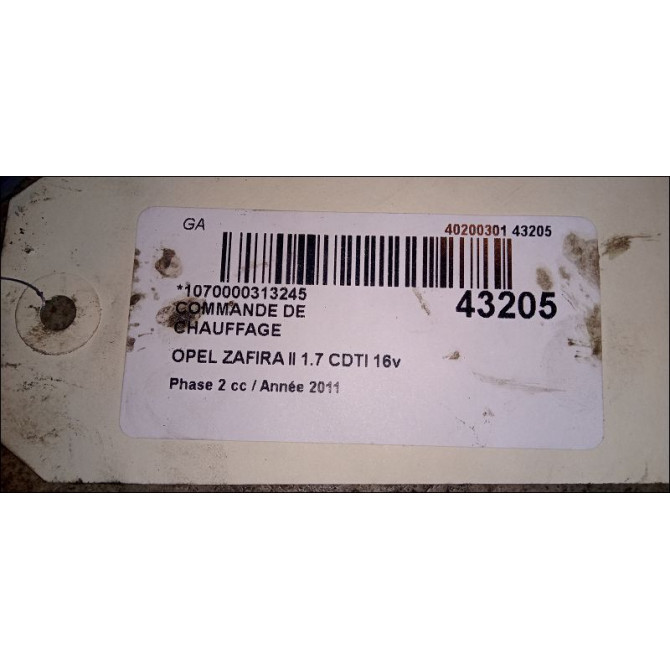 GA
40200301 43205
*1070000313245
43205
COMMANDE DE
CHAUFFAGE
OPEL ZAFIRA II 1.7 CDTI 16v
Phase 2 cc / Année 2011